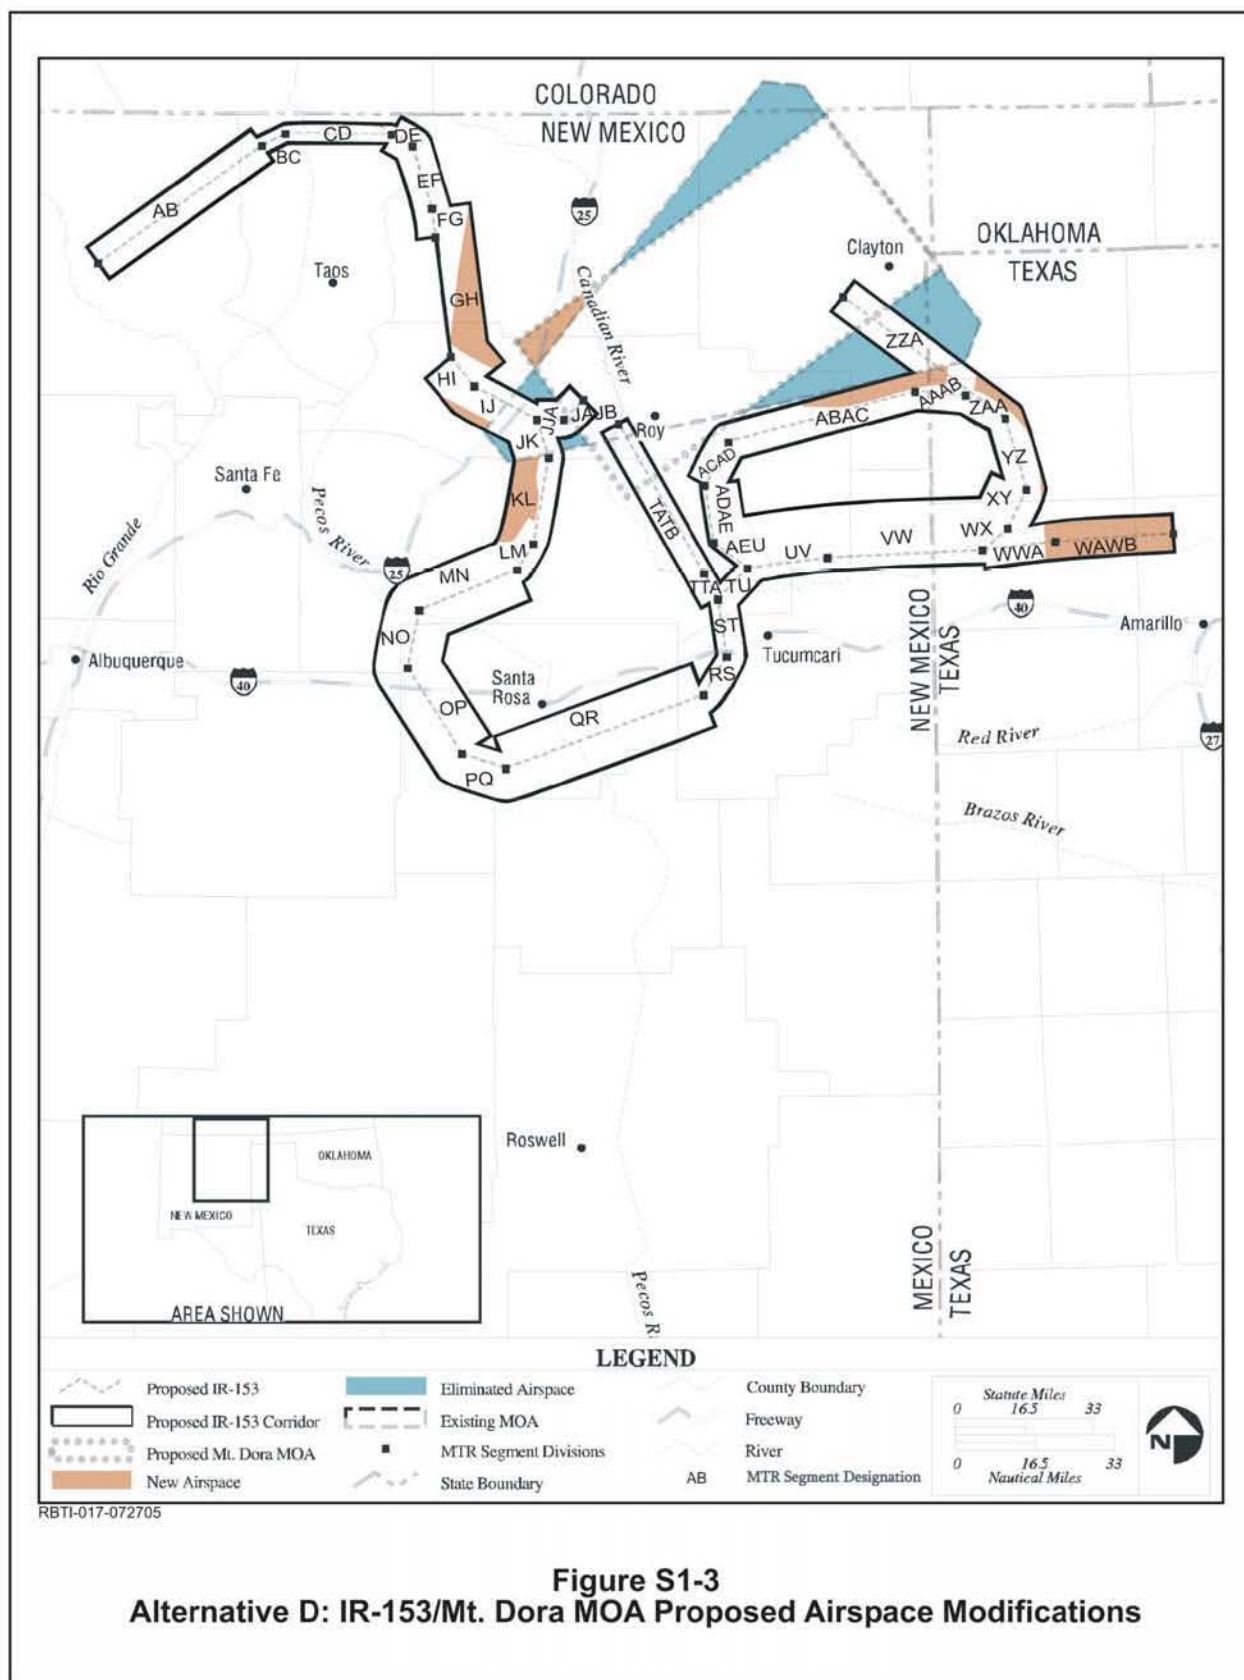 COLORADO
NEW MEXICO
CD
DE
BC
EF
AB
FG
25
Clayton
OKLAHOMA
TEXAS
Taos
Canadian River
GH
ZZA
HI
IJ
JJA
JAJB
Roy
AAAB
ZAA
ABAC
JK
ACAD
YZ
Santa Fe
Pecos River
KL
TATB
ADAE
XY
Rio Grande
25
LM
MN
AEU
UV
VW
WX
WWA
WAWB
TTA
TU
40
NO
ST
Tucumcari
Amarillo
Albuquerque
40
Santa
Rosa
RS
NEW MEXICO
TEXAS
OP
QR
Red River
27
PQ
Brazos River
Roswell
OKLAHOMA
NEW MEXICO
TEXAS
AREA SHOWN
Pecos R
MEXICO
TEXAS
LEGEND
Proposed IR-153
Proposed IR-153 Corridor
Proposed Mt. Dora MOA
New Airspace
Eliminated Airspace
Existing MOA
MTR Segment Divisions
State Boundary
County Boundary
Freeway
River
AB MTR Segment Designation
Statute Miles
0 16.5 33
0 16.5 33
Nautical Miles
N
RBTI-017-072705
Figure S1-3
Alternative D: IR-153/Mt. Dora MOA Proposed Airspace Modifications